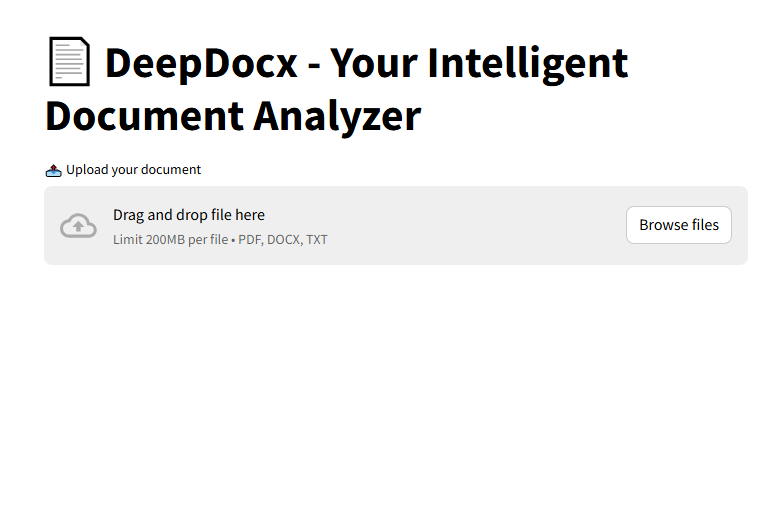 📄 DeepDocx - Your Intelligent
Document Analyzer
📤 Upload your document
Drag and drop file here
Limit 200MB per file • PDF, DOCX, TXT
Browse files